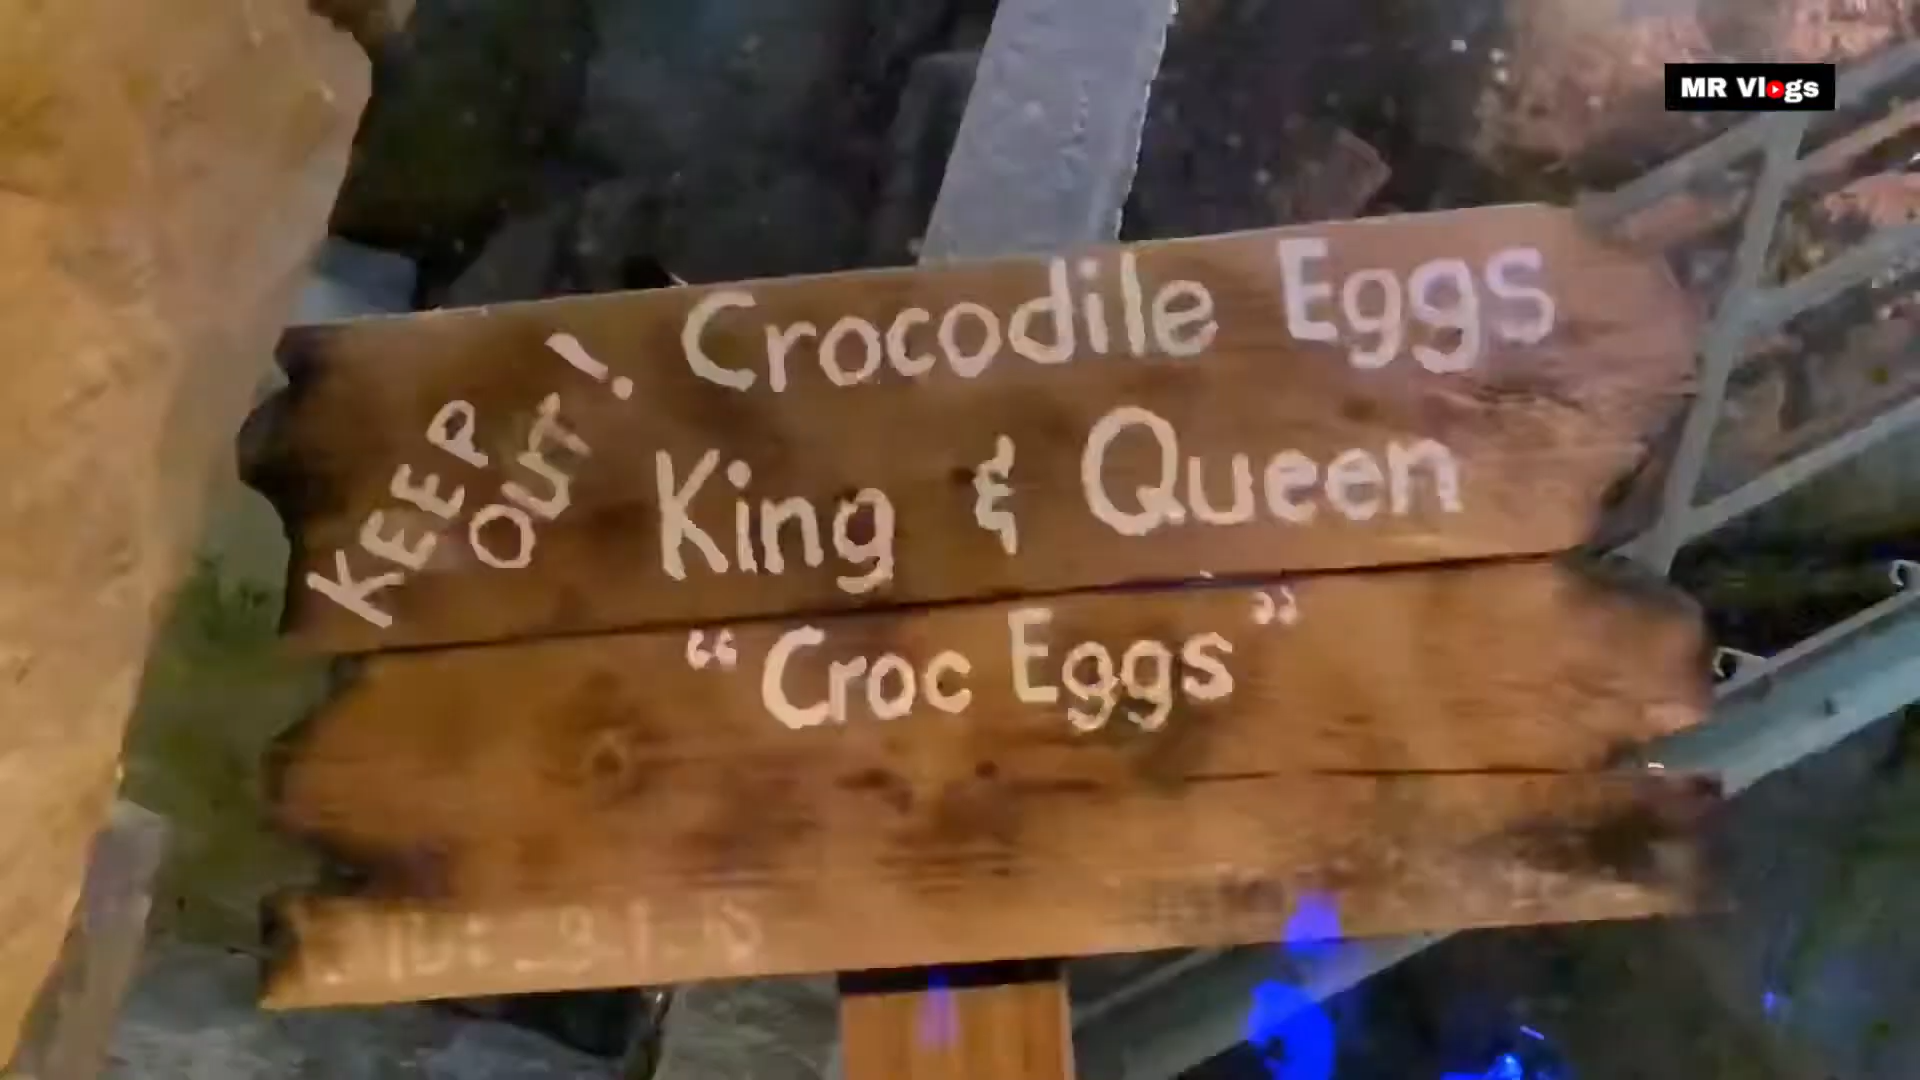 MR Vlogs
KEEP
OUT!
Crocodile Eggs
King & Queen
“Croc Eggs”